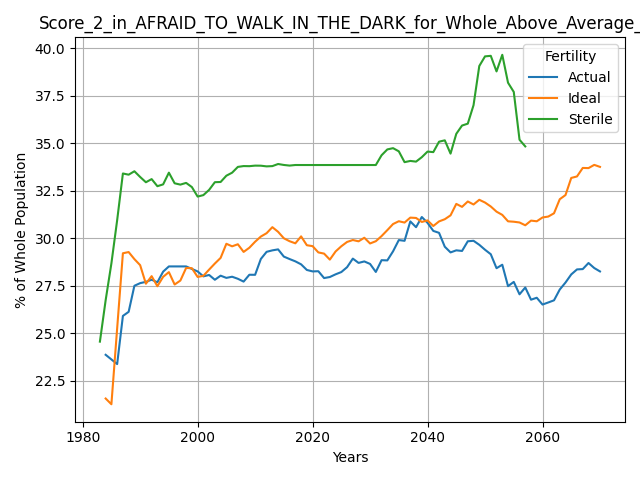 Score_2_in_AFRAID_TO_WALK_IN_THE_DARK_for_Whole_Above_Average_
Fertility
Actual
Ideal
Sterile
% of Whole Population
40.0
37.5
35.0
32.5
30.0
27.5
25.0
22.5
1980
2000
2020
2040
2060
Years